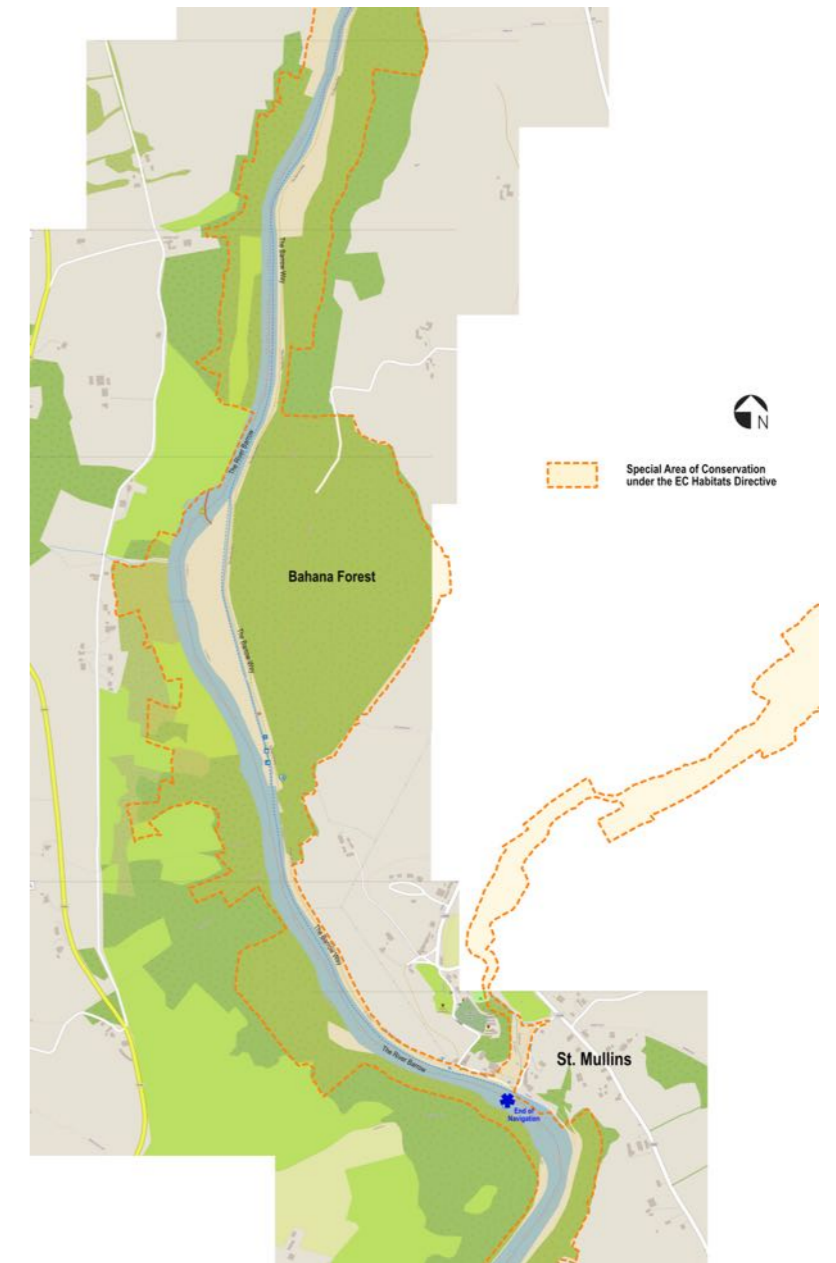 The Barrow Way
N
The River Barrow
Special Area of Conservation
under the EC Habitats Directive
Bahana Forest
The Barrow Way
The Barrow Way
The River Barrow
St. Mullins
End of
Navigation